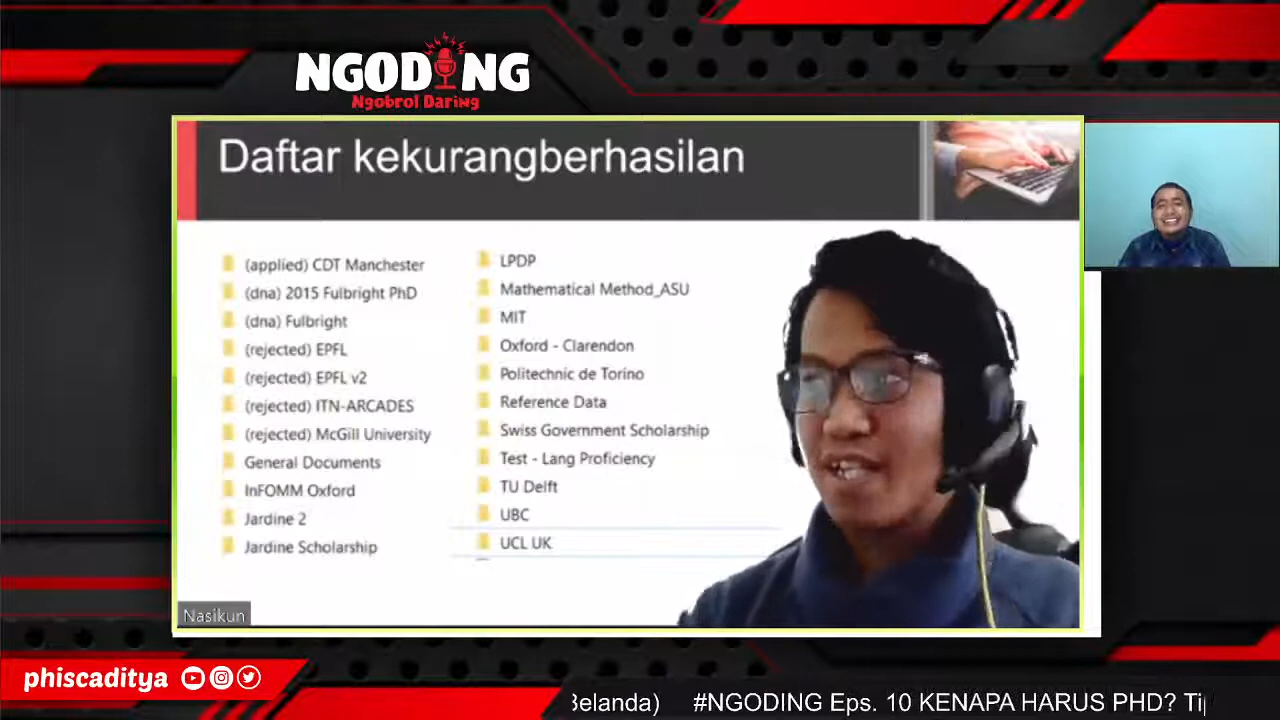 NGODING
Ngobrol Daring
Daftar kekurangberhasilan
(applied) CDT Manchester
(dna) 2015 Fulbright PhD
(dna) Fulbright
(rejected) EPFL
(rejected) EPFL v2
(rejected) ITN-ARCADES
(rejected) McGill University
General Documents
InFOMM Oxford
Jardine 2
Jardine Scholarship
LPDP
Mathematical Method_ASU
MIT
Oxford - Clarendon
Politechnic de Torino
Reference Data
Swiss Government Scholarship
Test - Lang Proficiency
TU Delft
UBC
UCL UK
Nasikun
phiscaditya
Belanda) #NGODING Eps. 10 KENAPA HARUS PHD?